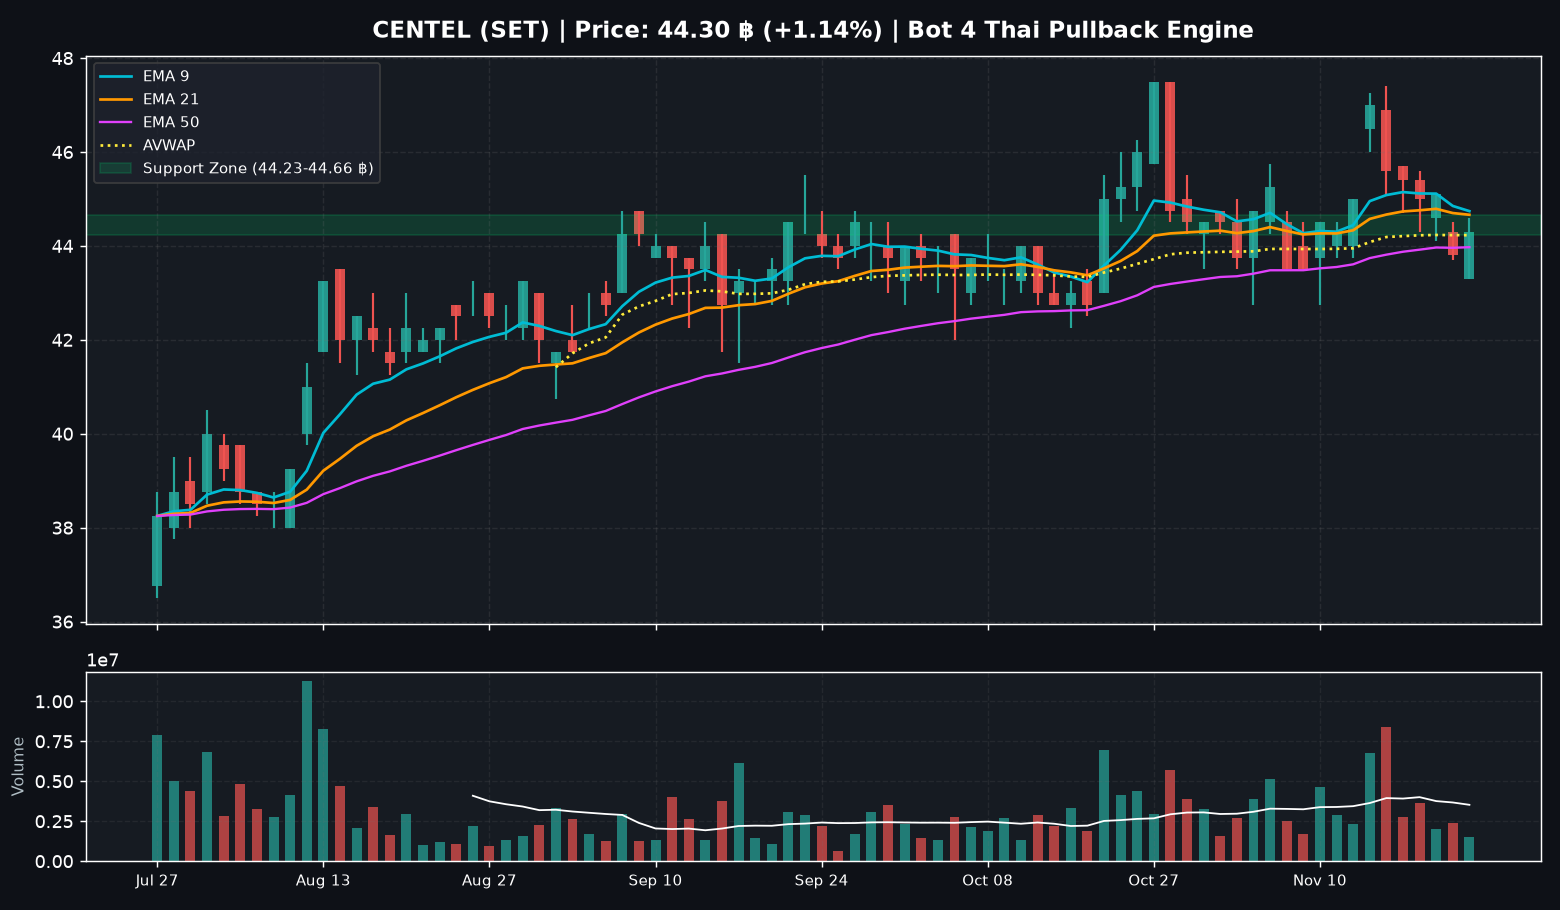 CENTEL (SET) | Price: 44.30 ฿ (+1.14%) | Bot 4 Thai Pullback Engine
EMA 9
EMA 21
EMA 50
AVWAP
Support Zone (44.23-44.66 ฿)
48
46
44
42
40
38
36
1e7
1.00
0.75
0.50
0.25
0.00
Volume
Jul 27
Aug 13
Aug 27
Sep 10
Sep 24
Oct 08
Oct 27
Nov 10